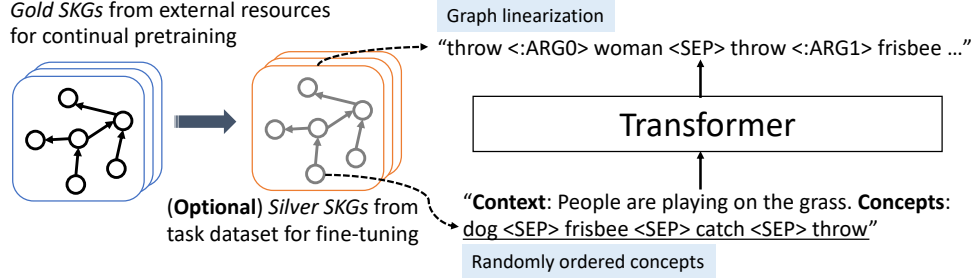 Gold SKGs from external resources
for continual pretraining
(Optional) Silver SKGs from
task dataset for fine-tuning
Graph linearization
“throw <:ARG0> woman <SEP> throw <:ARG1> frisbee …”
Transformer
“Context: People are playing on the grass. Concepts:
dog <SEP> frisbee <SEP> catch <SEP> throw”
Randomly ordered concepts